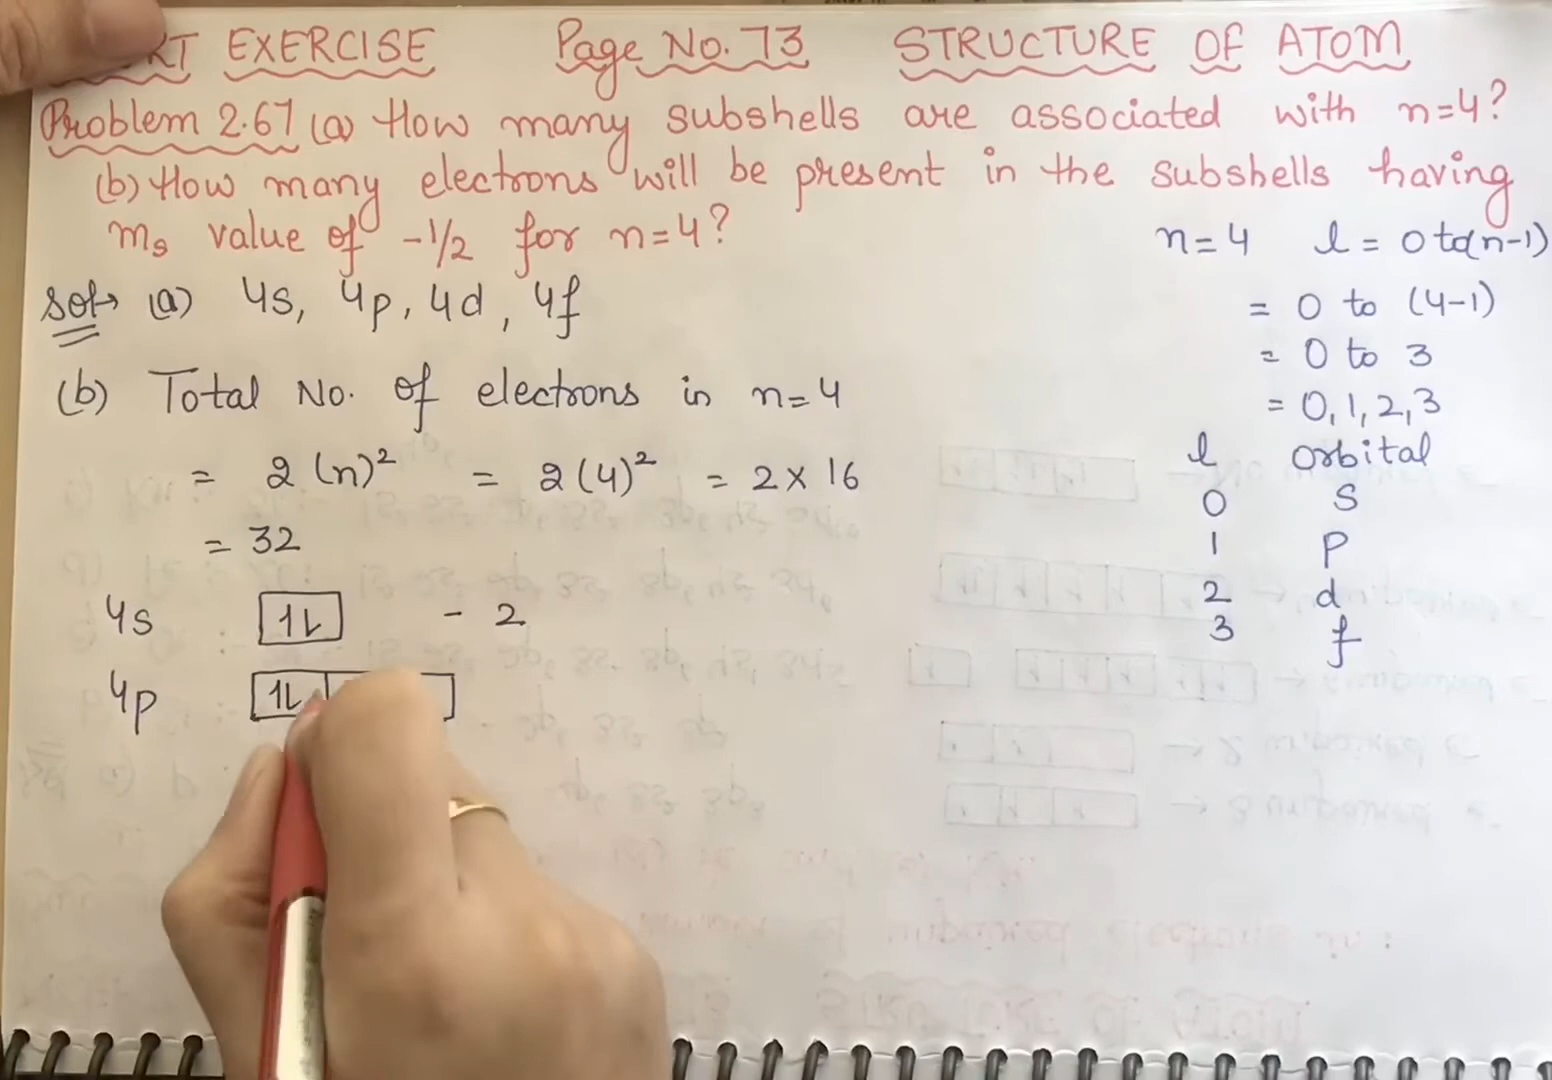 RT EXERCISE Page No. 73 STRUCTURE OF ATOM
Problem 2.67 (a) How many subshells are associated with n=4?
(b) How many electrons will be present in the subshells having
ms value of -1/2 for n=4?
n=4 l = 0 to (n-1)
Sol→ (a) 4s, 4p, 4d, 4f
= 0 to (4-1)
= 0 to 3
(b) Total No. of electrons in n=4
= 0,1,2,3
= 2(n)² = 2(4)² = 2×16
l orbital
0 s
= 32
1 p
2 d
4s 1L - 2
3 f
4p 1L